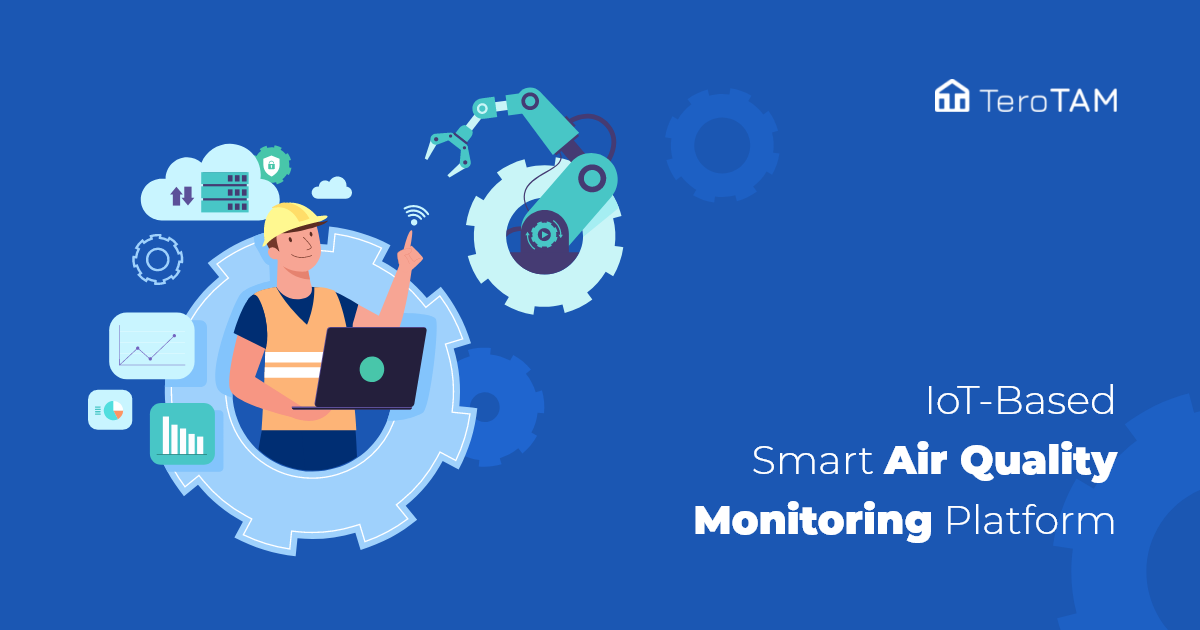 TeroTAM
IoT-Based
Smart Air Quality
Monitoring Platform